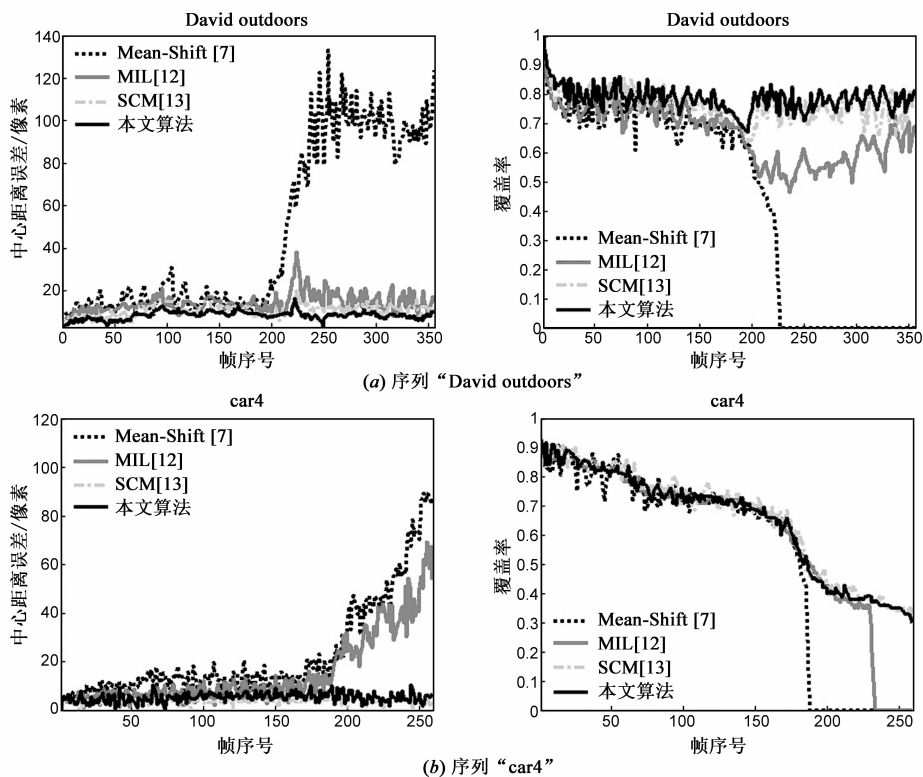 David outdoors
140
120
100
80
60
40
20
0
50
100
150
200
250
300
350
中心距离误差/像素
帧序号
Mean-Shift [7]
MIL[12]
SCM[13]
本文算法
David outdoors
1
0.9
0.8
0.7
0.6
0.5
0.4
0.3
0.2
0.1
0
0
50
100
150
200
250
300
350
覆盖率
帧序号
Mean-Shift [7]
MIL[12]
SCM[13]
本文算法
(a) 序列“David outdoors”
car4
120
100
80
60
40
20
0
50
100
150
200
250
中心距离误差/像素
帧序号
Mean-Shift [7]
MIL[12]
SCM[13]
本文算法
car4
1
0.9
0.8
0.7
0.6
0.5
0.4
0.3
0.2
0.1
0
50
100
150
200
250
覆盖率
帧序号
Mean-Shift [7]
MIL[12]
SCM[13]
本文算法
(b) 序列“car4”